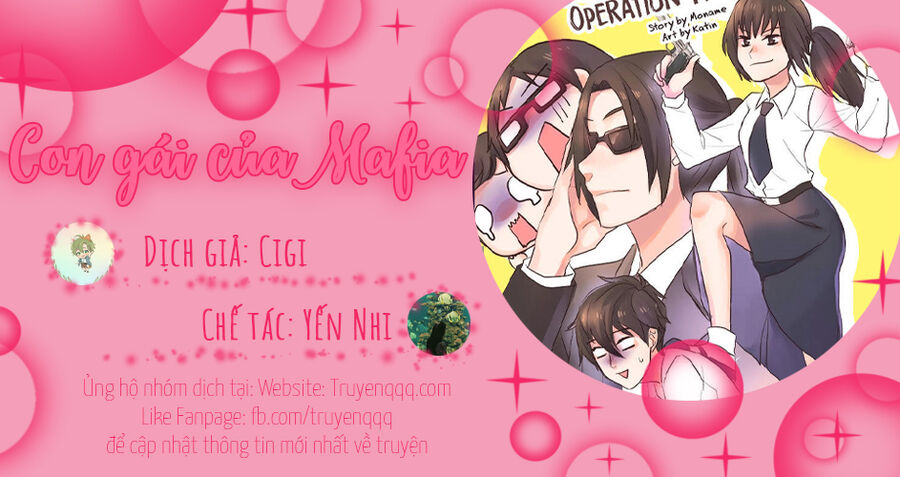 OPERATION
Story by Moname
Art by Katin
Con gái của Mafia
Dịch giả: Cigi
Chế tác: Yến Nhi
Ủng hộ nhóm dịch tại: Website: Truyenqqq.com
Like Fanpage: fb.com/truyenqqq
để cập nhật thông tin mới nhất về truyện